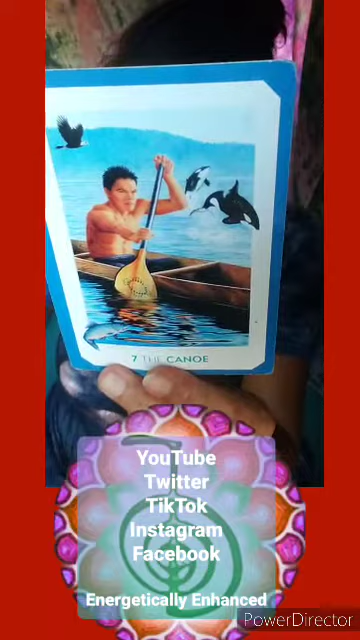 7 THE CANOE
YouTube
Twitter
TikTok
Instagram
Facebook
Energetically Enhanced
PowerDirector